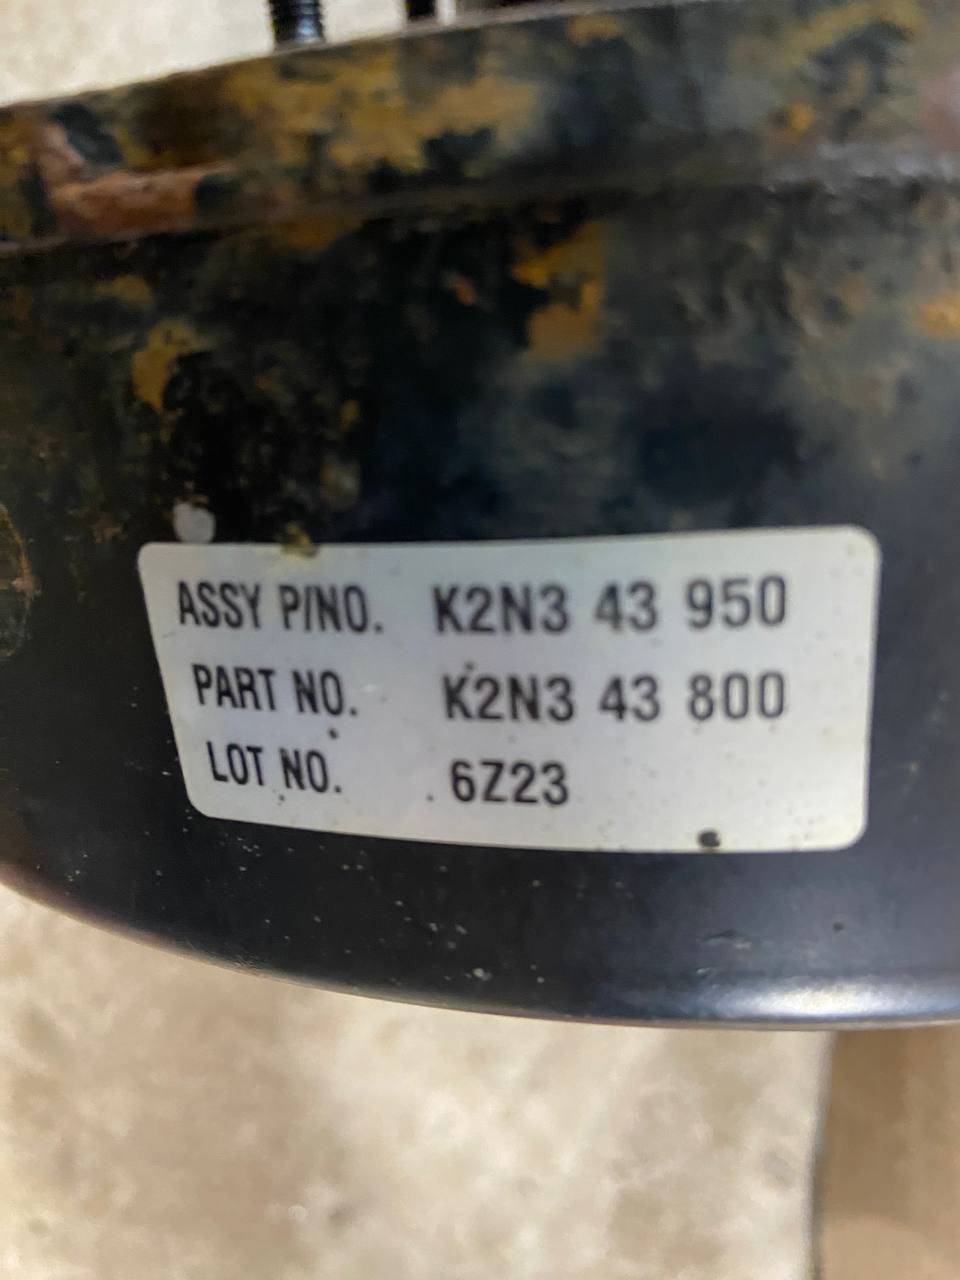 ASSY P/NO. K2N3 43 950
PART NO. K2N3 43 800
LOT NO. 6Z23